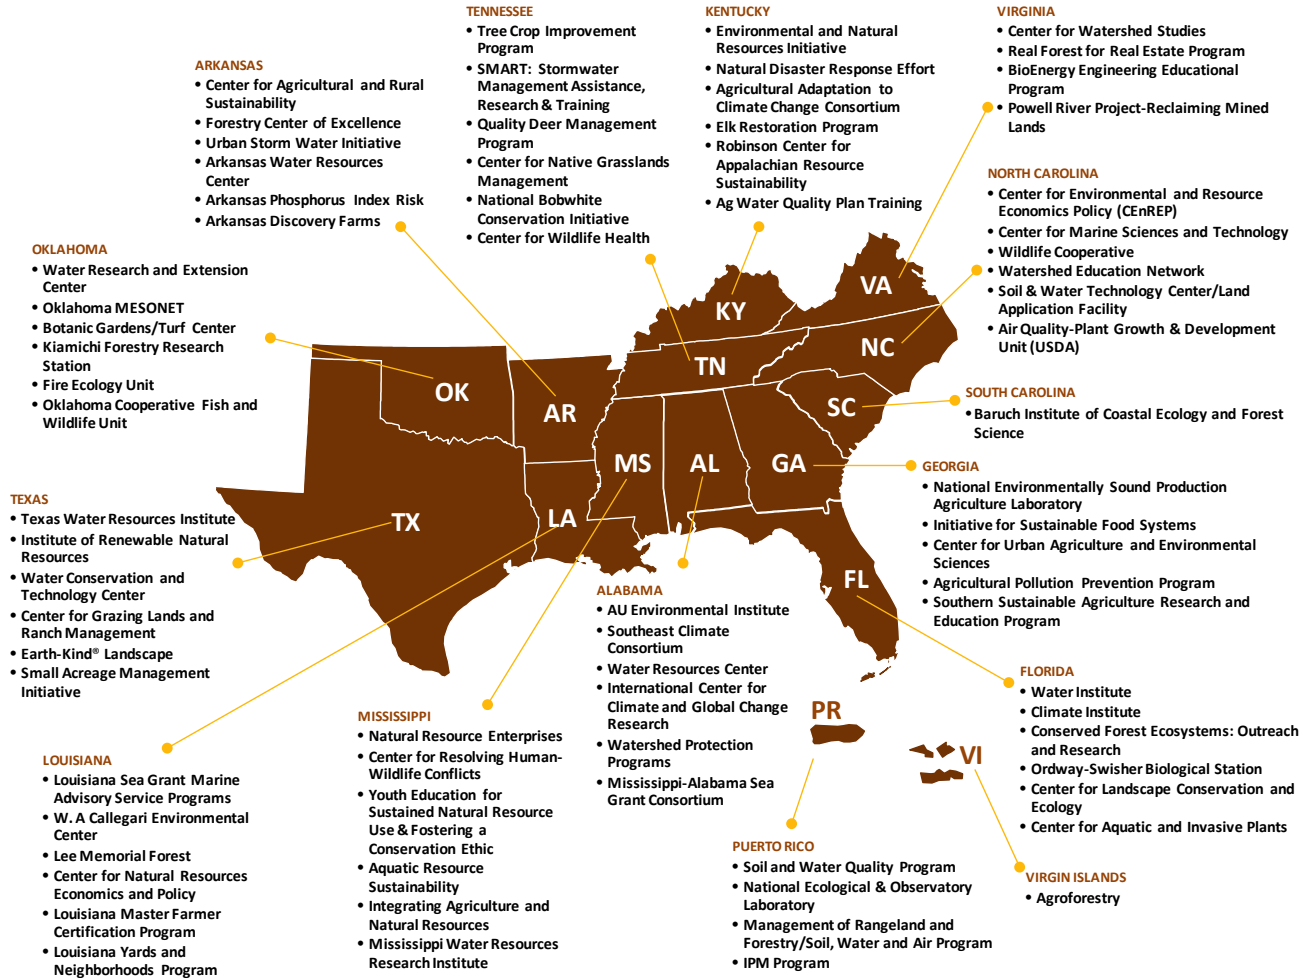 TENNESSEE
• Tree Crop Improvement
Program
• SMART: Stormwater
Management Assistance,
Research & Training
• Quality Deer Management
Program
• Center for Native Grasslands
Management
• National Bobwhite
Conservation Initiative
• Center for Wildlife Health
KENTUCKY
• Environmental and Natural
Resources Initiative
• Natural Disaster Response Effort
• Agricultural Adaptation to
Climate Change Consortium
• Elk Restoration Program
• Robinson Center for
Appalachian Resource
Sustainability
• Ag Water Quality Plan Training
VIRGINIA
• Center for Watershed Studies
• Real Forest for Real Estate Program
• BioEnergy Engineering Educational
Program
• Powell River Project-Reclaiming Mined
Lands
ARKANSAS
• Center for Agricultural and Rural
Sustainability
• Forestry Center of Excellence
• Urban Storm Water Initiative
• Arkansas Water Resources
Center
• Arkansas Phosphorus Index Risk
• Arkansas Discovery Farms
NORTH CAROLINA
• Center for Environmental and Resource
Economics Policy (CEnREP)
• Center for Marine Sciences and Technology
• Wildlife Cooperative
• Watershed Education Network
• Soil & Water Technology Center/Land
Application Facility
• Air Quality-Plant Growth & Development
Unit (USDA)
OKLAHOMA
• Water Research and Extension
Center
• Oklahoma MESONET
• Botanic Gardens/Turf Center
• Kiamichi Forestry Research
Station
• Fire Ecology Unit
• Oklahoma Cooperative Fish and
Wildlife Unit
VA
KY
NC
TN
OK
AR
SC
MS
AL
GA
TX
LA
FL
PR
VI
SOUTH CAROLINA
• Baruch Institute of Coastal Ecology and Forest
Science
GEORGIA
• National Environmentally Sound Production
Agriculture Laboratory
• Initiative for Sustainable Food Systems
• Center for Urban Agriculture and Environmental
Sciences
• Agricultural Pollution Prevention Program
• Southern Sustainable Agriculture Research and
Education Program
TEXAS
• Texas Water Resources Institute
• Institute of Renewable Natural
Resources
• Water Conservation and
Technology Center
• Center for Grazing Lands and
Ranch Management
• Earth-Kind® Landscape
• Small Acreage Management
Initiative
ALABAMA
• AU Environmental Institute
• Southeast Climate
Consortium
• Water Resources Center
• International Center for
Climate and Global Change
Research
• Watershed Protection
Programs
• Mississippi-Alabama Sea
Grant Consortium
FLORIDA
• Water Institute
• Climate Institute
• Conserved Forest Ecosystems: Outreach
and Research
• Ordway-Swisher Biological Station
• Center for Landscape Conservation and
Ecology
• Center for Aquatic and Invasive Plants
MISSISSIPPI
• Natural Resource Enterprises
• Center for Resolving Human-
Wildlife Conflicts
• Youth Education for
Sustained Natural Resource
Use & Fostering a
Conservation Ethic
• Aquatic Resource
Sustainability
• Integrating Agriculture and
Natural Resources
• Mississippi Water Resources
Research Institute
LOUISIANA
• Louisiana Sea Grant Marine
Advisory Service Programs
• W. A Callegari Environmental
Center
• Lee Memorial Forest
• Center for Natural Resources
Economics and Policy
• Louisiana Master Farmer
Certification Program
• Louisiana Yards and
Neighborhoods Program
PUERTO RICO
• Soil and Water Quality Program
• National Ecological & Observatory
Laboratory
• Management of Rangeland and
Forestry/Soil, Water and Air Program
• IPM Program
VIRGIN ISLANDS
• Agroforestry